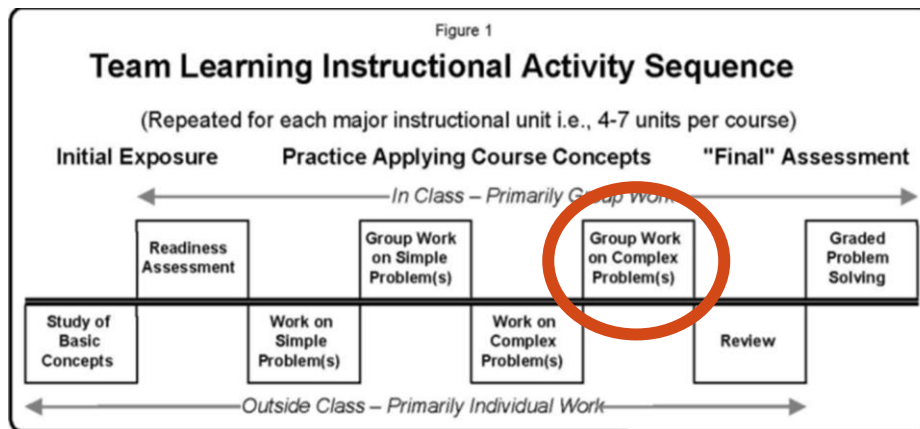 Figure 1
Team Learning Instructional Activity Sequence
(Repeated for each major instructional unit i.e., 4-7 units per course)
Initial Exposure Practice Applying Course Concepts "Final" Assessment
In Class – Primarily Group Work
Readiness
Assessment
Group Work
on Simple
Problem(s)
Group Work
on Complex
Problem(s)
Graded
Problem
Solving
Study of
Basic
Concepts
Work on
Simple
Problem(s)
Work on
Complex
Problem(s)
Review
Outside Class – Primarily Individual Work